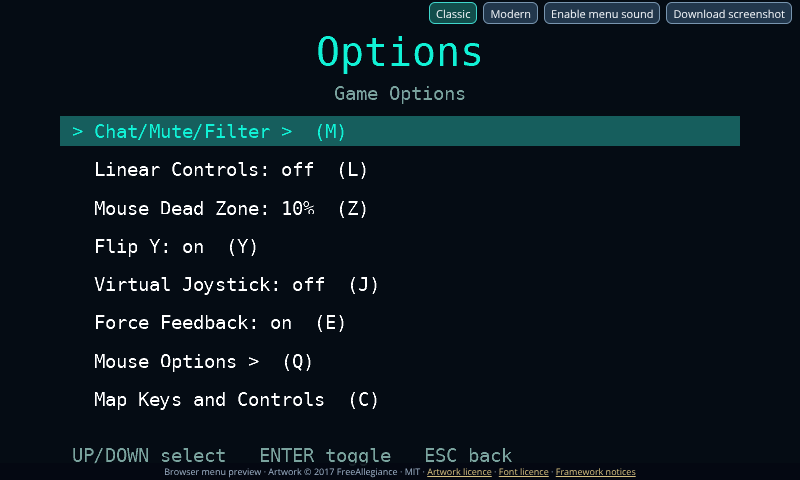 Classic Modern Enable menu sound Download screenshot
Options
Game Options
> Chat/Mute/Filter > (M)
Linear Controls: off (L)
Mouse Dead Zone: 10% (Z)
Flip Y: on (Y)
Virtual Joystick: off (J)
Force Feedback: on (E)
Mouse Options > (Q)
Map Keys and Controls (C)
UP/DOWN select ENTER toggle ESC back
Browser menu preview · Artwork © 2017 FreeAllegiance · MIT · Artwork licence · Font licence · Framework notices